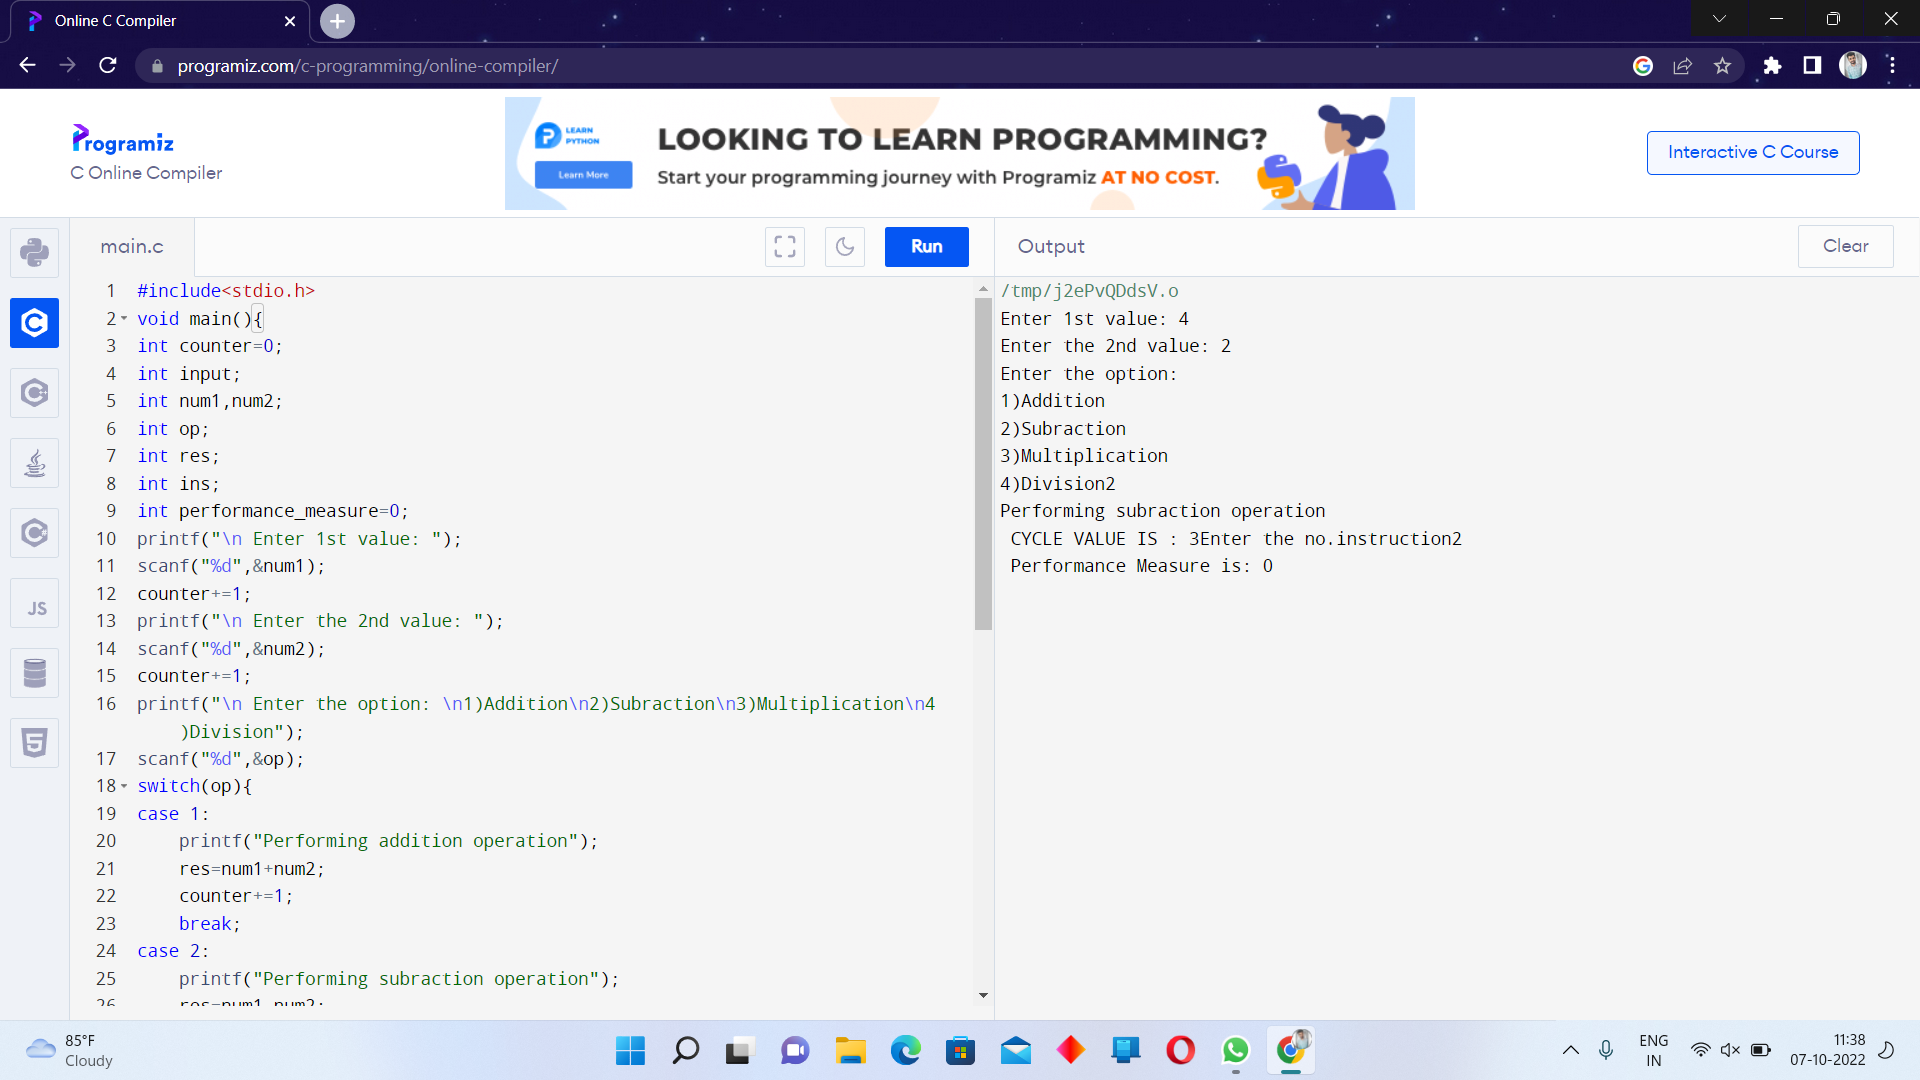 Online C Compiler
programiz.com/c-programming/online-compiler/
Programiz
C Online Compiler
LEARN
PYTHON
Learn More
LOOKING TO LEARN PROGRAMMING?
Start your programming journey with Programiz AT NO COST.
Interactive C Course
main.c
Run
Output
Clear
1 #include<stdio.h>
2 void main(){
3 int counter=0;
4 int input;
5 int num1,num2;
6 int op;
7 int res;
8 int ins;
9 int performance_measure=0;
10 printf("\n Enter 1st value: ");
11 scanf("%d",&num1);
12 counter+=1;
13 printf("\n Enter the 2nd value: ");
14 scanf("%d",&num2);
15 counter+=1;
16 printf("\n Enter the option: \n1)Addition\n2)Subraction\n3)Multiplication\n4
)Division");
17 scanf("%d",&op);
18 switch(op){
19 case 1:
20 printf("Performing addition operation");
21 res=num1+num2;
22 counter+=1;
23 break;
24 case 2:
25 printf("Performing subraction operation");
26
/tmp/j2ePvQDdsV.o
Enter 1st value: 4
Enter the 2nd value: 2
Enter the option:
1)Addition
2)Subraction
3)Multiplication
4)Division2
Performing subraction operation
CYCLE VALUE IS : 3Enter the no.instruction2
Performance Measure is: 0
JS
85°F
Cloudy
ENG
IN
11:38
07-10-2022